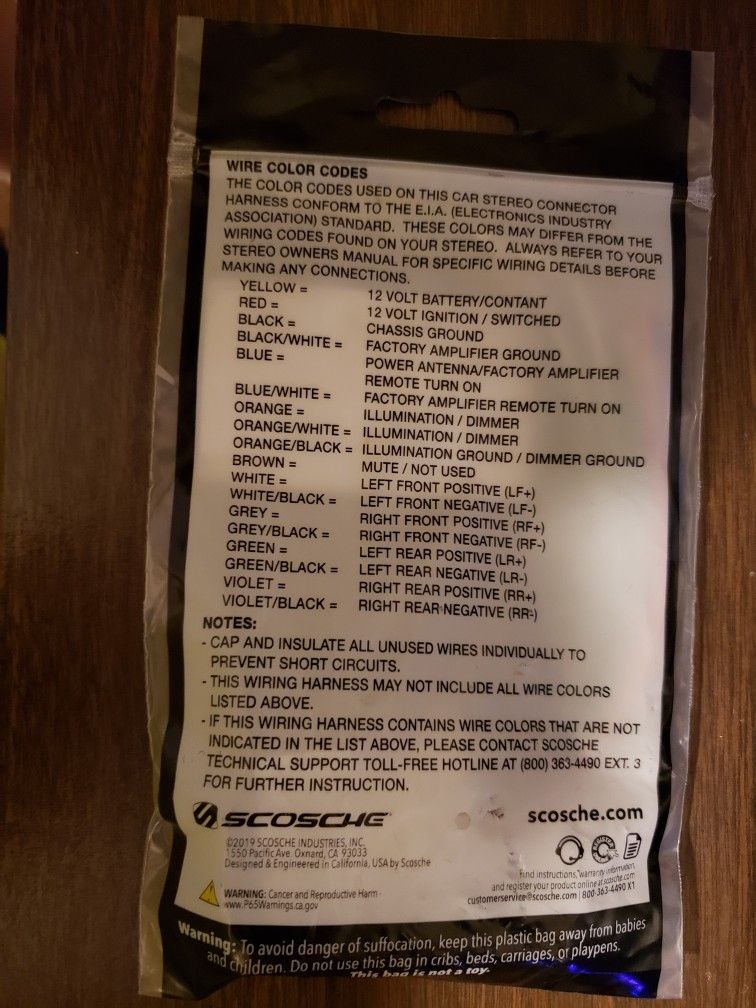 WIRE COLOR CODES
THE COLOR CODES USED ON THIS CAR STEREO CONNECTOR
HARNESS CONFORM TO THE E.I.A. (ELECTRONICS INDUSTRY
ASSOCIATION) STANDARD. THESE COLORS MAY DIFFER FROM THE
WIRING CODES FOUND ON YOUR STEREO. ALWAYS REFER TO YOUR
STEREO OWNERS MANUAL FOR SPECIFIC WIRING DETAILS BEFORE
MAKING ANY CONNECTIONS.
YELLOW = 12 VOLT BATTERY/CONTANT
RED = 12 VOLT IGNITION / SWITCHED
BLACK = CHASSIS GROUND
BLACK/WHITE = FACTORY AMPLIFIER GROUND
BLUE = POWER ANTENNA/FACTORY AMPLIFIER
REMOTE TURN ON
BLUE/WHITE = FACTORY AMPLIFIER REMOTE TURN ON
ORANGE = ILLUMINATION / DIMMER
ORANGE/WHITE = ILLUMINATION / DIMMER
ORANGE/BLACK = ILLUMINATION GROUND / DIMMER GROUND
BROWN = MUTE / NOT USED
WHITE = LEFT FRONT POSITIVE (LF+)
WHITE/BLACK = LEFT FRONT NEGATIVE (LF-)
GREY = RIGHT FRONT POSITIVE (RF+)
GREY/BLACK = RIGHT FRONT NEGATIVE (RF-)
GREEN = LEFT REAR POSITIVE (LR+)
GREEN/BLACK = LEFT REAR NEGATIVE (LR-)
VIOLET = RIGHT REAR POSITIVE (RR+)
VIOLET/BLACK = RIGHT REAR NEGATIVE (RR-)
NOTES:
- CAP AND INSULATE ALL UNUSED WIRES INDIVIDUALLY TO
PREVENT SHORT CIRCUITS.
- THIS WIRING HARNESS MAY NOT INCLUDE ALL WIRE COLORS
LISTED ABOVE.
- IF THIS WIRING HARNESS CONTAINS WIRE COLORS THAT ARE NOT
INDICATED IN THE LIST ABOVE, PLEASE CONTACT SCOSCHE
TECHNICAL SUPPORT TOLL-FREE HOTLINE AT (800) 363-4490 EXT. 3
FOR FURTHER INSTRUCTION.
SCOSCHE
scosche.com
©2019 SCOSCHE INDUSTRIES, INC.
1550 Pacific Ave. Oxnard, CA 93033
Designed & Engineered in California, USA by Scosche
Find instructions, warranty information,
and register your product online at scosche.com
customerservice@scosche.com | 800-363-4490 X1
WARNING: Cancer and Reproductive Harm -
www.P65Warnings.ca.gov
Warning: To avoid danger of suffocation, keep this plastic bag away from babies
and children. Do not use this bag in cribs, beds, carriages, or playpens.
This bag is not a toy.